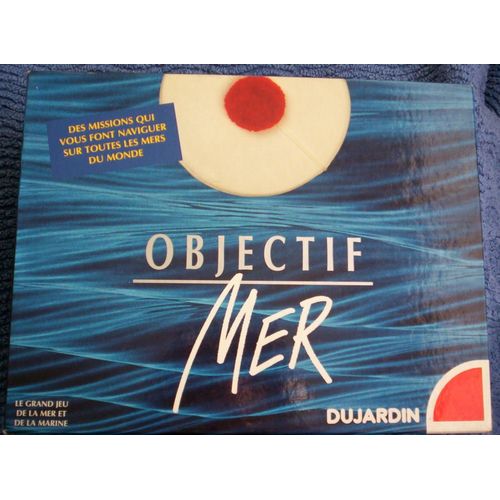 DES MISSIONS QUI
VOUS FONT NAVIGUER
SUR TOUTES LES MERS
DU MONDE
OBJECTIF
MER
LE GRAND JEU
DE LA MER ET
DE LA MARINE
DUJARDIN